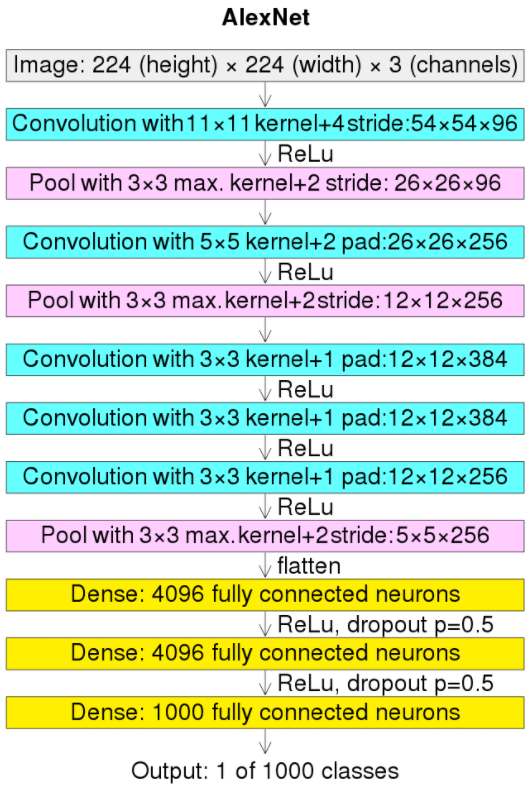 AlexNet
Image: 224 (height) × 224 (width) × 3 (channels)
Convolution with 11×11 kernel+4 stride:54×54×96
ReLu
Pool with 3×3 max. kernel+2 stride: 26×26×96
Convolution with 5×5 kernel+2 pad:26×26×256
ReLu
Pool with 3×3 max.kernel+2stride:12×12×256
Convolution with 3×3 kernel+1 pad:12×12×384
ReLu
Convolution with 3×3 kernel+1 pad:12×12×384
ReLu
Convolution with 3×3 kernel+1 pad:12×12×256
ReLu
Pool with 3×3 max.kernel+2stride:5×5×256
flatten
Dense: 4096 fully connected neurons
ReLu, dropout p=0.5
Dense: 4096 fully connected neurons
ReLu, dropout p=0.5
Dense: 1000 fully connected neurons
Output: 1 of 1000 classes